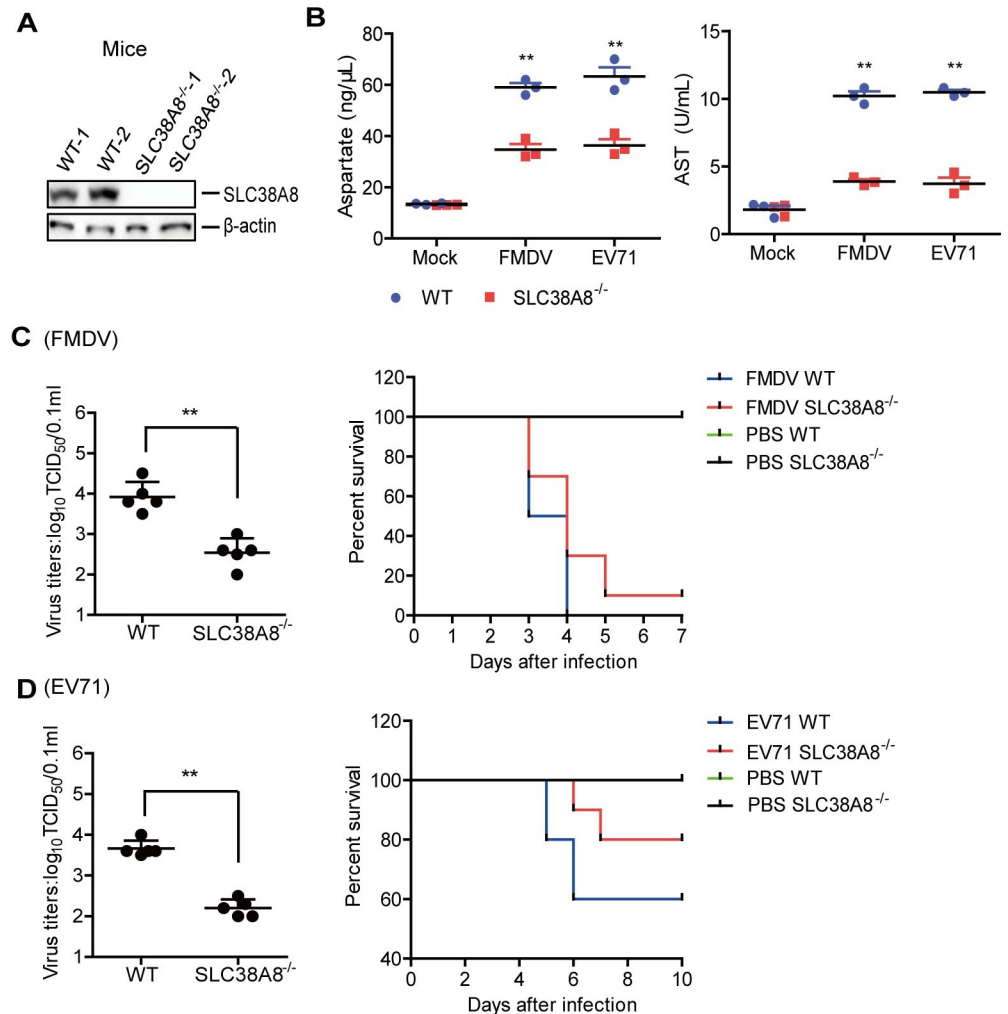 A
Mice
WT-1
WT-2
SLC38A8-/--1
SLC38A8-/--2
SLC38A8
β-actin
B
Aspartate (ng/μL)
80
60
40
20
0
**
**
Mock
FMDV
EV71
AST (U/mL)
15
10
5
0
**
**
Mock
FMDV
EV71
WT
SLC38A8-/-
C (FMDV)
Virus titers:log10TCID50/0.1ml
6
5
4
3
2
1
**
WT
SLC38A8-/-
Percent survival
120
100
80
60
40
20
0
0 1 2 3 4 5 6 7
Days after infection
FMDV WT
FMDV SLC38A8-/-
PBS WT
PBS SLC38A8-/-
D (EV71)
Virus titers:log10TCID50/0.1ml
6
5
4
3
2
1
**
WT
SLC38A8-/-
Percent survival
120
100
80
60
40
0 2 4 6 8 10
Days after infection
EV71 WT
EV71 SLC38A8-/-
PBS WT
PBS SLC38A8-/-